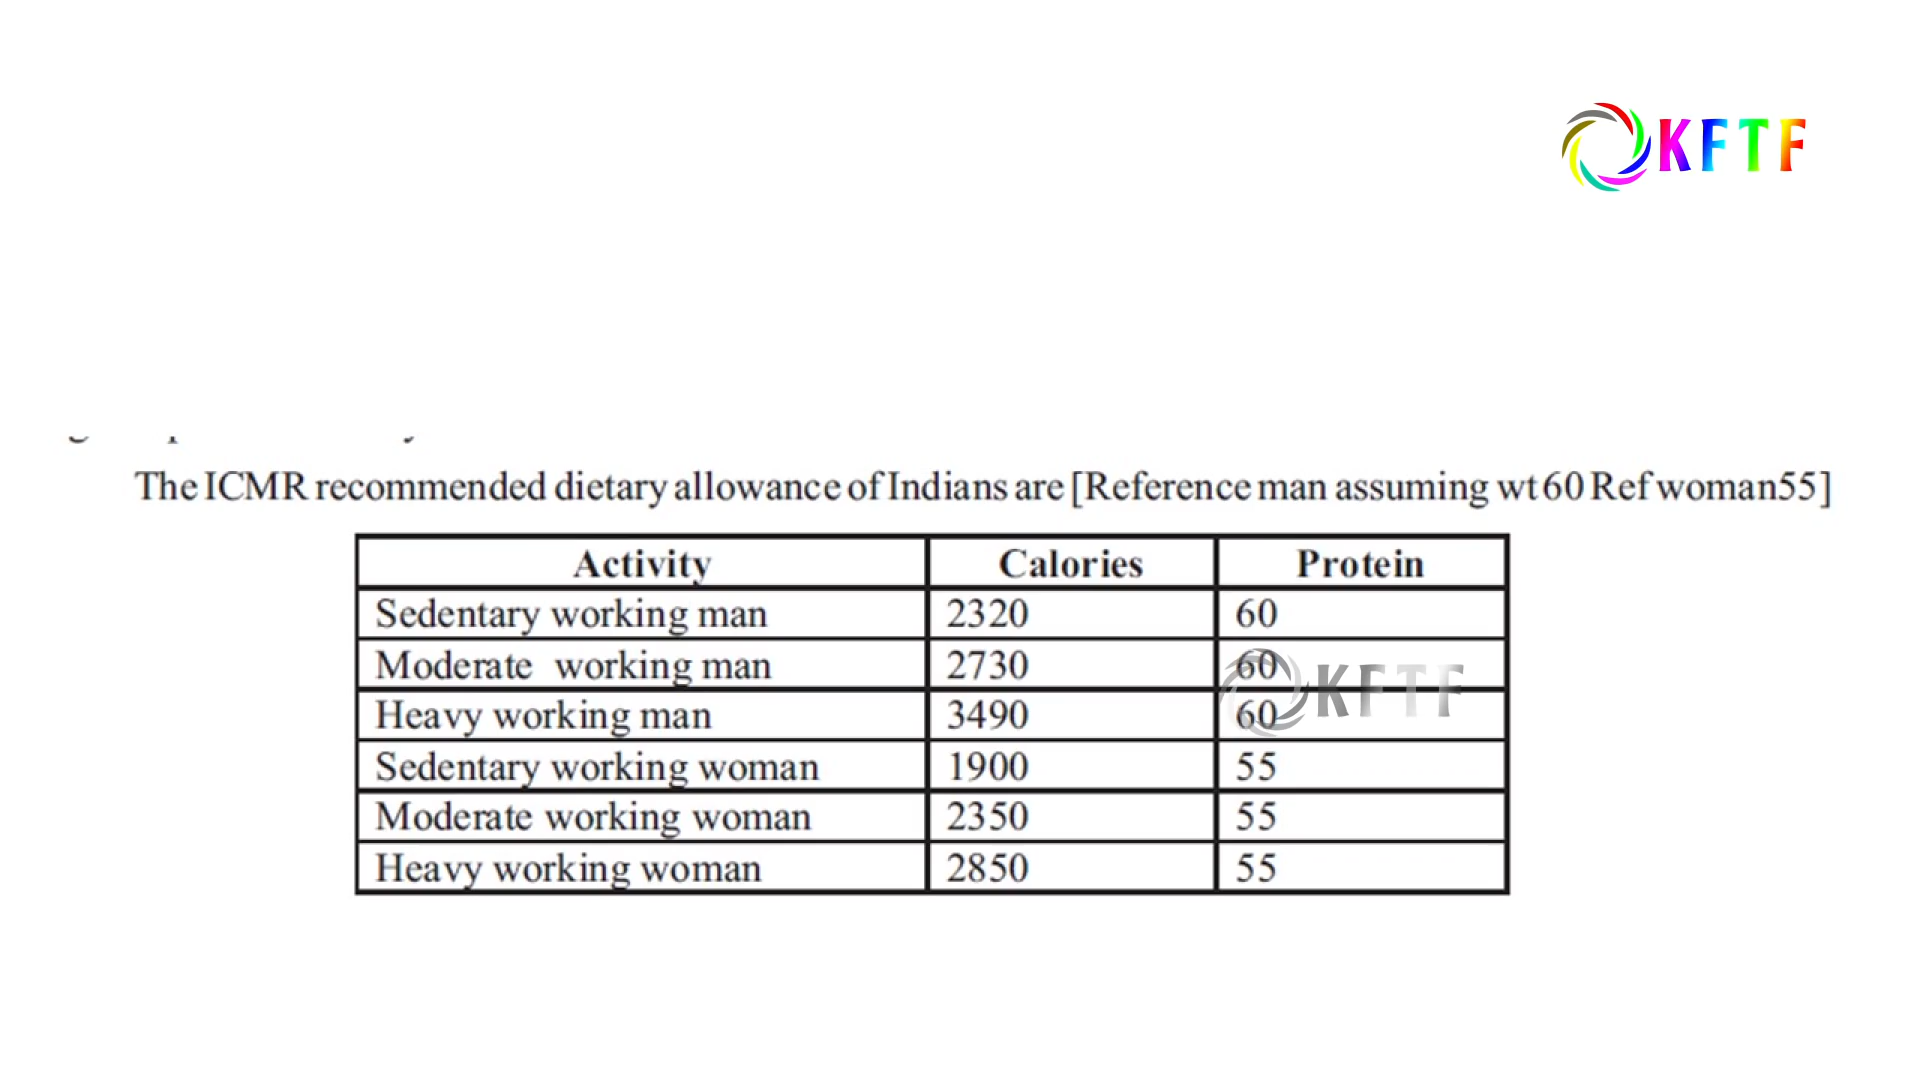 KFTF
The ICMR recommended dietary allowance of Indians are [Reference man assuming wt 60 Ref woman55]
Activity Calories Protein
Sedentary working man 2320 60
Moderate working man 2730 60
KFTF
Heavy working man 3490 60
Sedentary working woman 1900 55
Moderate working woman 2350 55
Heavy working woman 2850 55